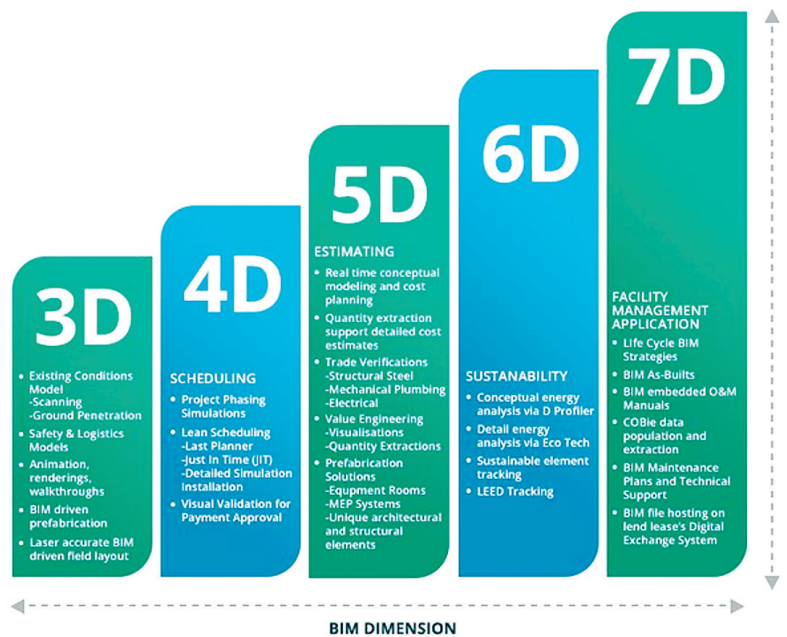 3D
• Existing Conditions
Model
-Scanning
-Ground Penetration
• Safety & Logistics
Models
• Animation,
renderings,
walkthroughs
• BIM driven
prefabrication
• Laser accurate BIM
driven field layout
4D
SCHEDULING
• Project Phasing
Simulations
• Lean Scheduling
-Last Planner
-Just In Time (JIT)
-Detailed Simulation
Installation
• Visual Validation for
Payment Approval
5D
ESTIMATING
• Real time conceptual
modeling and cost
planning
• Quantity extraction
support detailed cost
estimates
• Trade Verifications
-Structural Steel
-Mechanical Plumbing
-Electrical
• Value Engineering
-Visualisations
-Quantity Extractions
• Prefabrication
Solutions
-Equpment Rooms
-MEP Systems
-Unique architectural
and structural
elements
6D
SUSTANABILITY
• Conceptual energy
analysis via D Profiler
• Detail energy
analysis via Eco Tech
• Sustainable element
tracking
• LEED Tracking
7D
FACILITY
MANAGEMENT
APPLICATION
• Life Cycle BIM
Strategies
• BIM As-Builts
• BIM embedded O&M
Manuals
• COBie data
population and
extraction
• BIM Maintenance
Plans and Technical
Support
• BIM file hosting on
lend lease's Digital
Exchange System
BIM DIMENSION